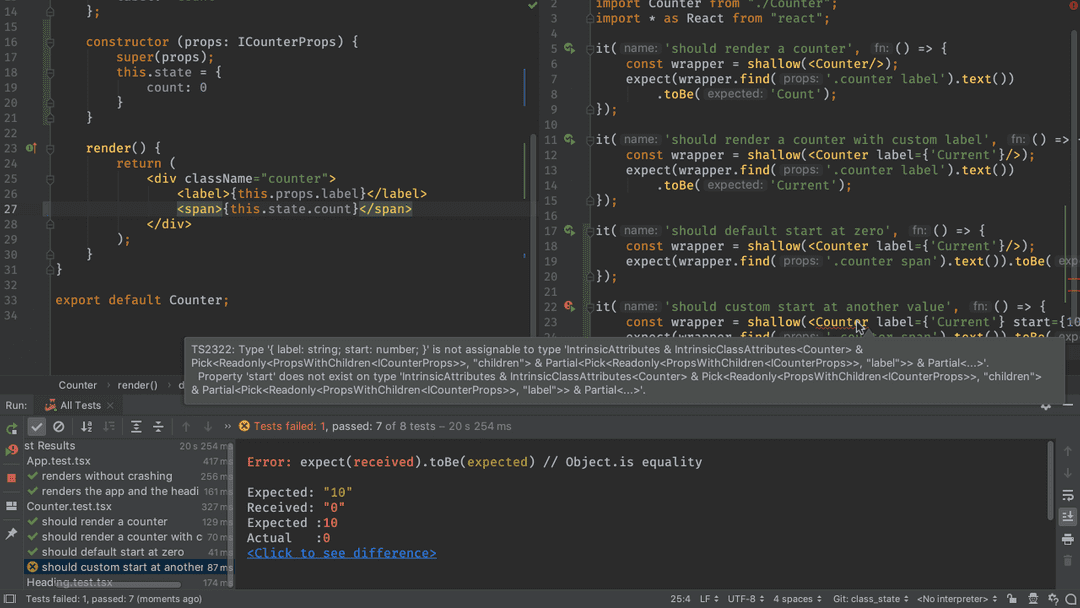 14
};
15
16
constructor (props: ICounterProps) {
17
super(props);
18
this.state = {
19
count: 0
20
}
21
}
22
23
render() {
24
return (
25
<div className="counter">
26
<label>{this.props.label}</label>
27
<span>{this.state.count}</span>
28
</div>
29
);
30
}
31
}
32
33
export default Counter;
34
2
import Counter from "./Counter";
3
import * as React from "react";
4
5
it( name: 'should render a counter', fn: () => {
6
const wrapper = shallow(<Counter/>);
7
expect(wrapper.find( props: '.counter label').text())
8
.toBe( expected: 'Count');
9
});
10
11
it( name: 'should render a counter with custom label', fn: () =>
12
const wrapper = shallow(<Counter label={'Current'}/>);
13
expect(wrapper.find( props: '.counter label').text())
14
.toBe( expected: 'Current');
15
});
16
17
it( name: 'should default start at zero', fn: () => {
18
const wrapper = shallow(<Counter label={'Current'}/>);
19
expect(wrapper.find( props: '.counter span').text()).toBe( exp
20
});
21
22
it( name: 'should custom start at another value', fn: () => {
23
const wrapper = shallow(<Counter label={'Current'} start={10
TS2322: Type '{ label: string; start: number; }' is not assignable to type 'IntrinsicAttributes & IntrinsicClassAttributes<Counter> &
Pick<Readonly<PropsWithChildren<ICounterProps>>, "children"> & Partial<Pick<Readonly<PropsWithChildren<ICounterProps>>, "label">> & Partial<...>'.
Property 'start' does not exist on type 'IntrinsicAttributes & IntrinsicClassAttributes<Counter> & Pick<Readonly<PropsWithChildren<ICounterProps>>, "children">
& Partial<Pick<Readonly<PropsWithChildren<ICounterProps>>, "label">> & Partial<...>'.
Counter › render() › d
Run: All Tests ×
Tests failed: 1, passed: 7 of 8 tests – 20 s 254 ms
st Results 20 s 254 ms
App.test.tsx 417 m
renders without crashing 256 m
renders the app and the headi 161 m
Counter.test.tsx 327 m
should render a counter 129 m
should render a counter with c 70 m
should default start at zero 41 m
should custom start at another 87 m
Heading.test.tsx 174 m
Error: expect(received).toBe(expected) // Object.is equality
Expected: "10"
Received: "0"
Expected :10
Actual :0
<Click to see difference>
Tests failed: 1, passed: 7 (moments ago)
25:4 LF UTF-8 4 spaces Git: class_state <No interpreter>